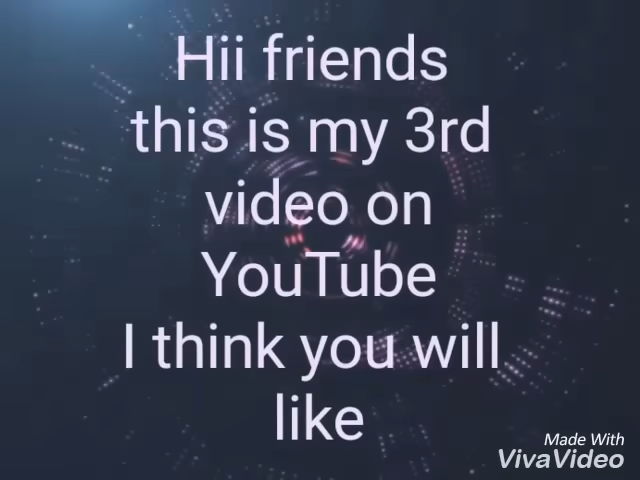 Hii friends
this is my 3rd
video on
YouTube
I think you will
like
Made With
VivaVideo